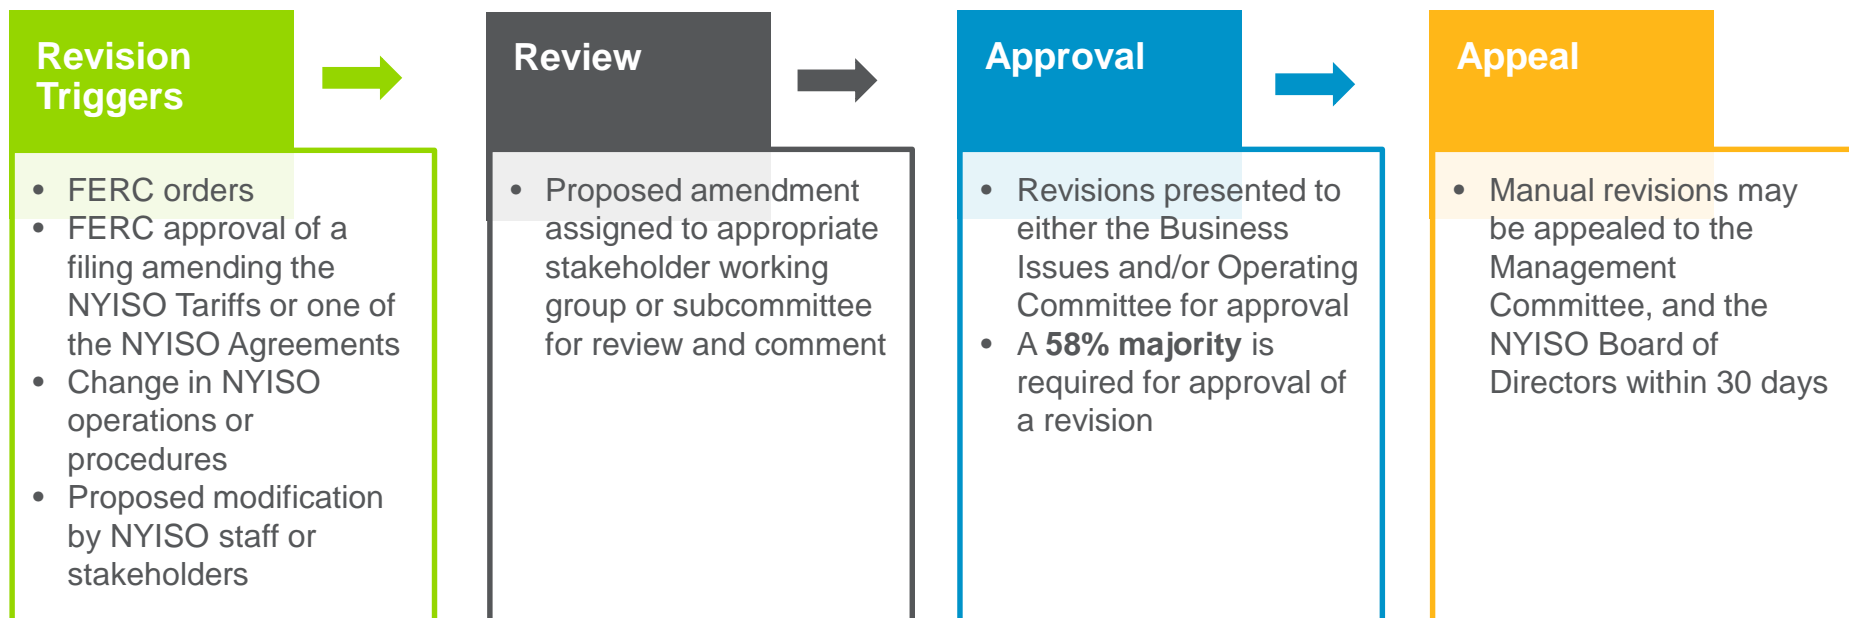 Revision
Triggers
• FERC orders
• FERC approval of a
filing amending the
NYISO Tariffs or one of
the NYISO Agreements
• Change in NYISO
operations or
procedures
• Proposed modification
by NYISO staff or
stakeholders
Review
• Proposed amendment
assigned to appropriate
stakeholder working
group or subcommittee
for review and comment
Approval
• Revisions presented to
either the Business
Issues and/or Operating
Committee for approval
• A 58% majority is
required for approval of
a revision
Appeal
• Manual revisions may
be appealed to the
Management
Committee, and the
NYISO Board of
Directors within 30 days